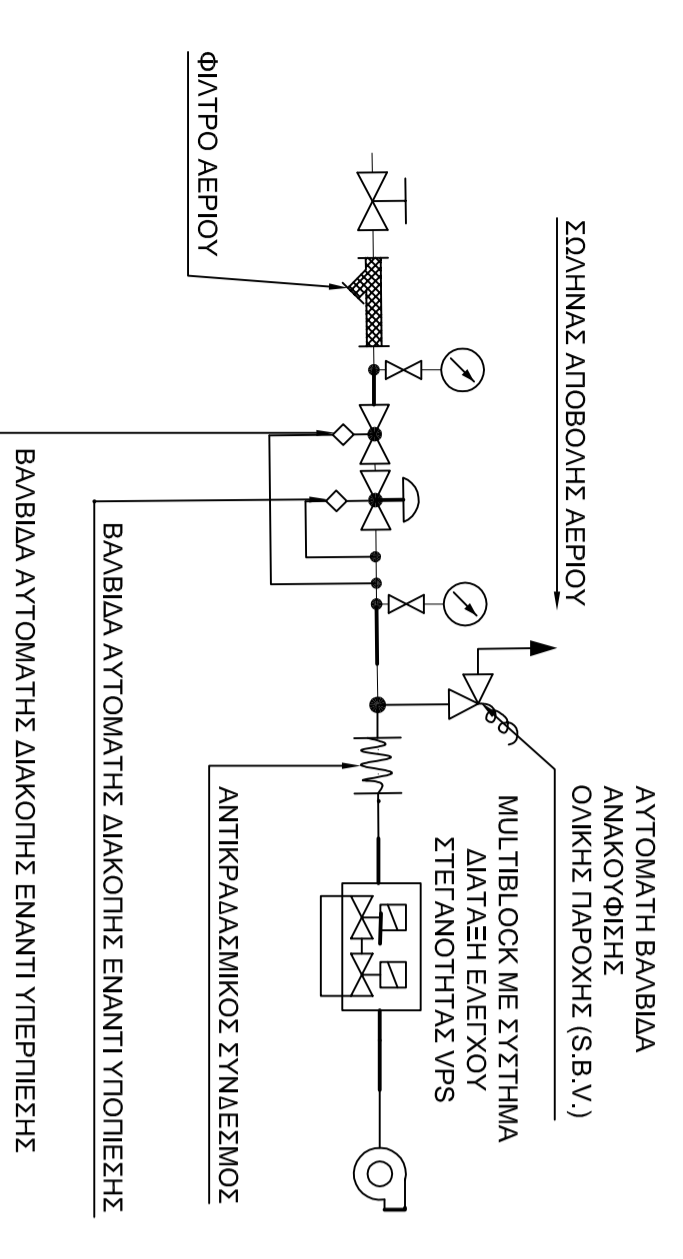 ΑΥΤΟΜΑΤΗ ΒΑΛΒΙΔΑ
ΑΝΑΚΟΥΦΙΣΗΣ
ΟΛΙΚΗΣ ΠΑΡΟΧΗΣ (S.B.V.)
ΣΩΛΗΝΑΣ ΑΠΟΒΟΛΗΣ ΑΕΡΙΟΥ
MULTIBLOCK ΜΕ ΣΥΣΤΗΜΑ
ΔΙΑΤΑΞΗ ΕΛΕΓΧΟΥ
ΣΤΕΓΑΝΟΤΗΤΑΣ VPS
ΦΙΛΤΡΟ ΑΕΡΙΟΥ
ΑΝΤΙΚΡΑΔΑΣΜΙΚΟΣ ΣΥΝΔΕΣΜΟΣ
ΒΑΛΒΙΔΑ ΑΥΤΟΜΑΤΗΣ ΔΙΑΚΟΠΗΣ ΕΝΑΝΤΙ ΥΠΟΠΙΕΣΗΣ
ΒΑΛΒΙΔΑ ΑΥΤΟΜΑΤΗΣ ΔΙΑΚΟΠΗΣ ΕΝΑΝΤΙ ΥΠΕΡΠΙΕΣΗΣ